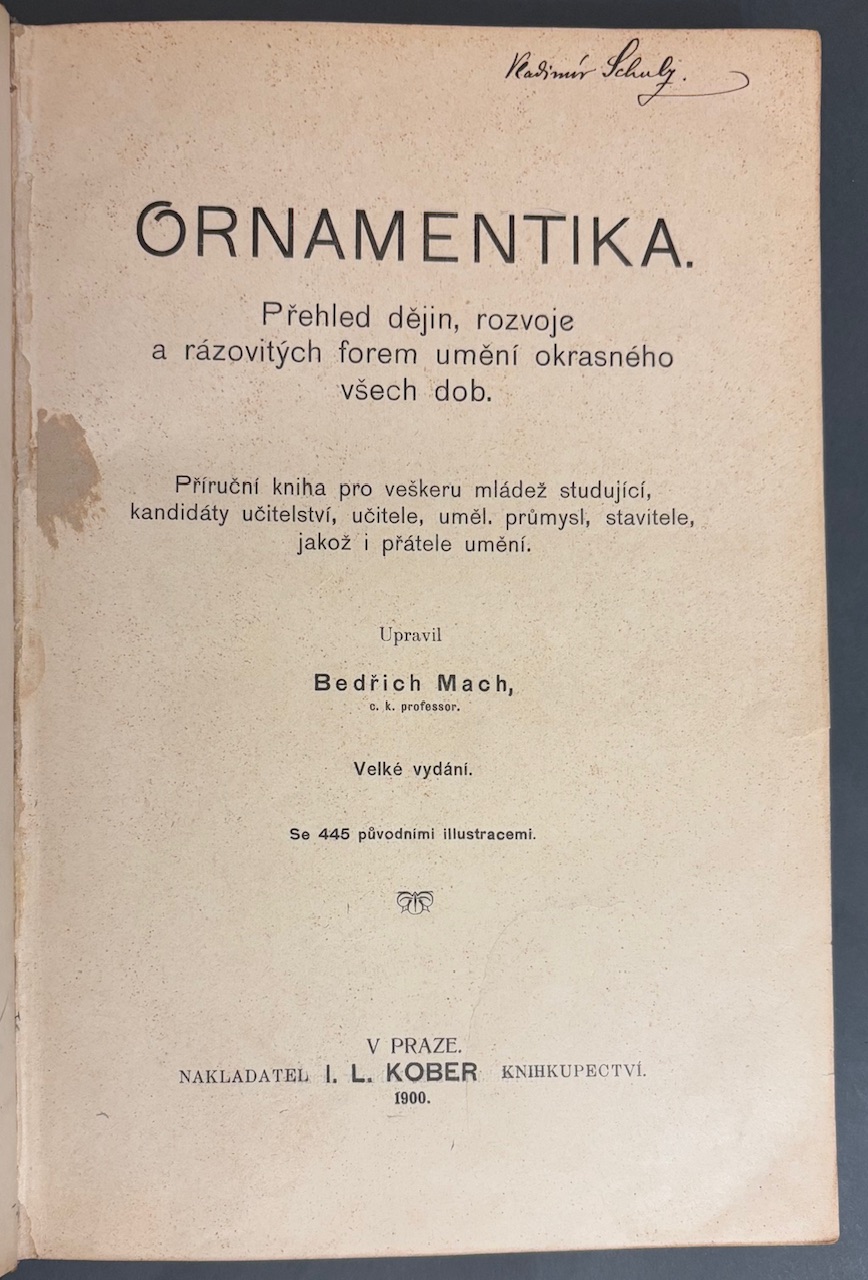 Vladimír Schulz.
ORNAMENTIKA.
Přehled dějin, rozvoje
a rázovitých forem umění okrasného
všech dob.
Příruční kniha pro veškeru mládež studující,
kandidáty učitelství, učitele, uměl. průmysl, stavitele,
jakož i přátele umění.
Upravil
Bedřich Mach,
c. k. professor.
Velké vydání.
Se 445 původními illustracemi.
V PRAZE.
NAKLADATEL I. L. KOBER KNIHKUPECTVÍ.
1900.